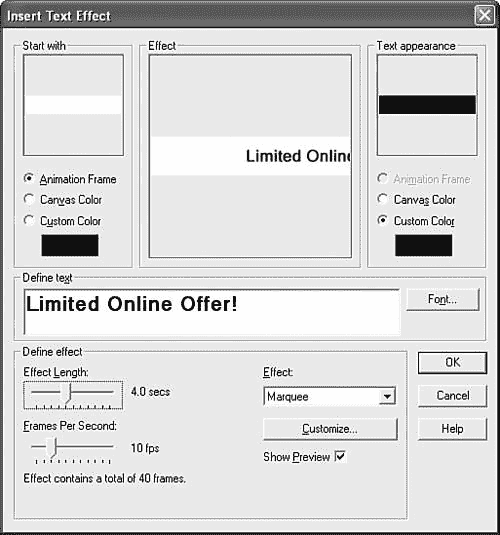 Insert Text Effect
Start with
Effect
Text appearance
Limited Online
Animation Frame
Canvas Color
Custom Color
Animation Frame
Canvas Color
Custom Color
Define text
Limited Online Offer!
Font...
Define effect
Effect Length:
4.0 secs
Effect:
Marquee
Frames Per Second:
10 fps
Customize...
Show Preview
Effect contains a total of 40 frames.
OK
Cancel
Help